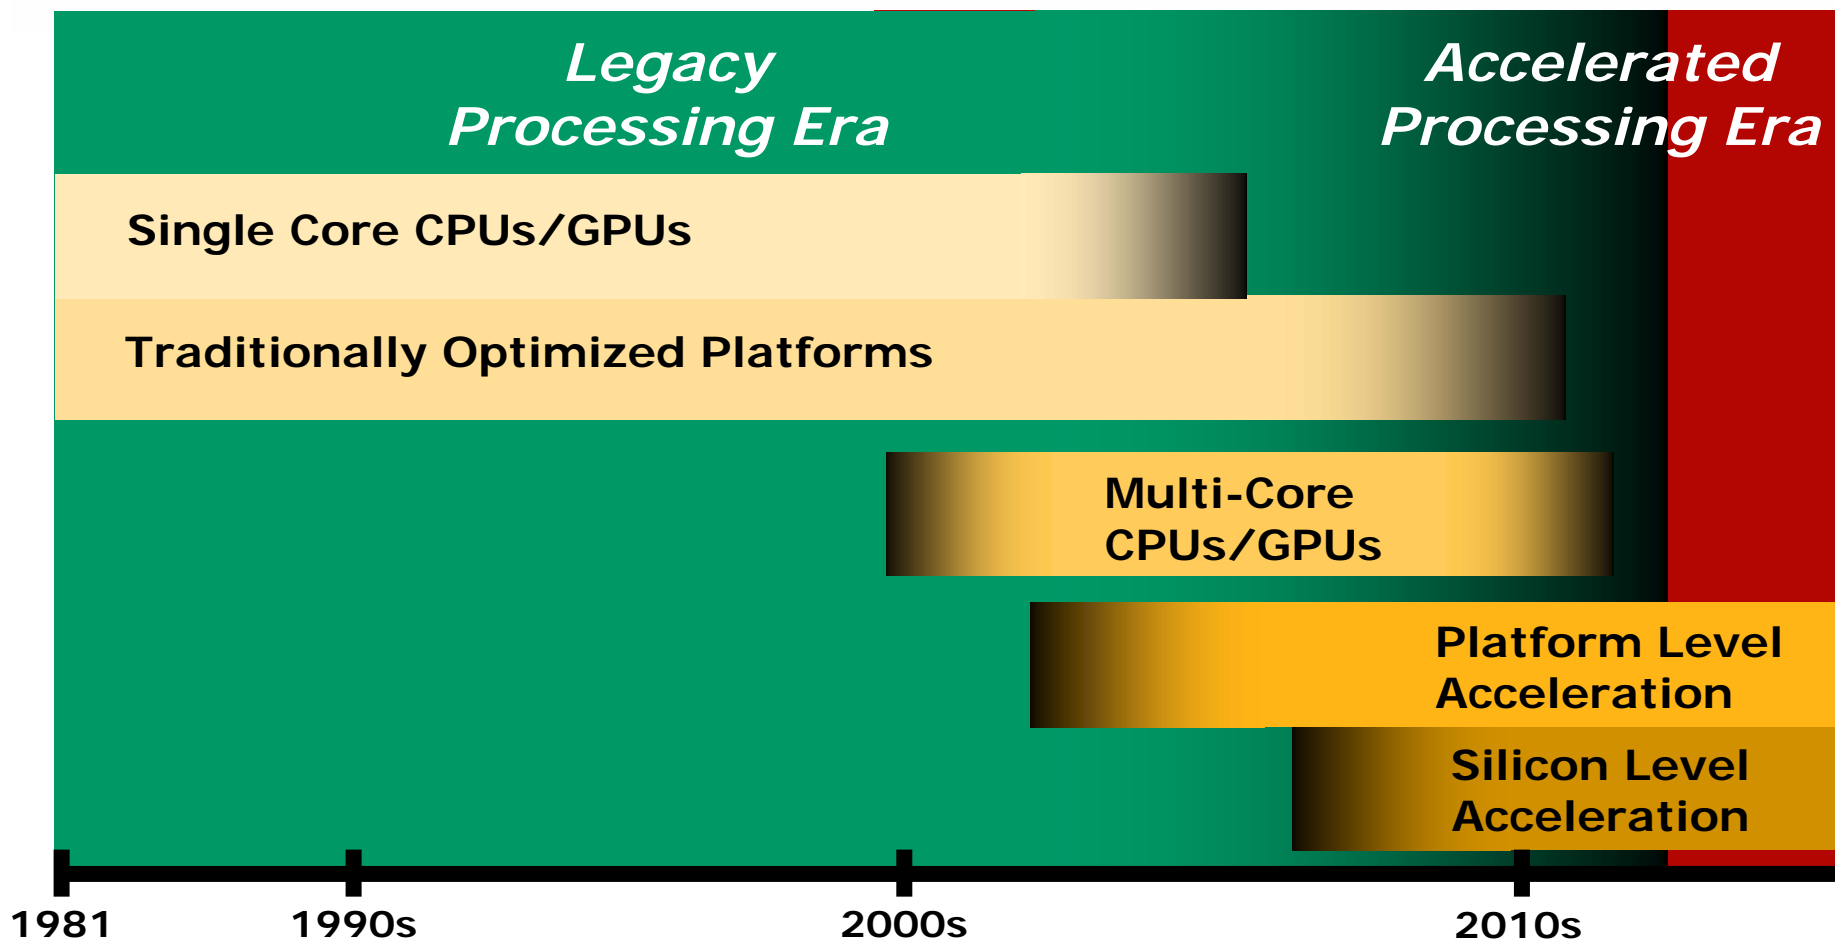 Legacy
Processing Era
Accelerated
Processing Era
Single Core CPUs/GPUs
Traditionally Optimized Platforms
Multi-Core
CPUs/GPUs
Platform Level
Acceleration
Silicon Level
Acceleration
1981
1990s
2000s
2010s